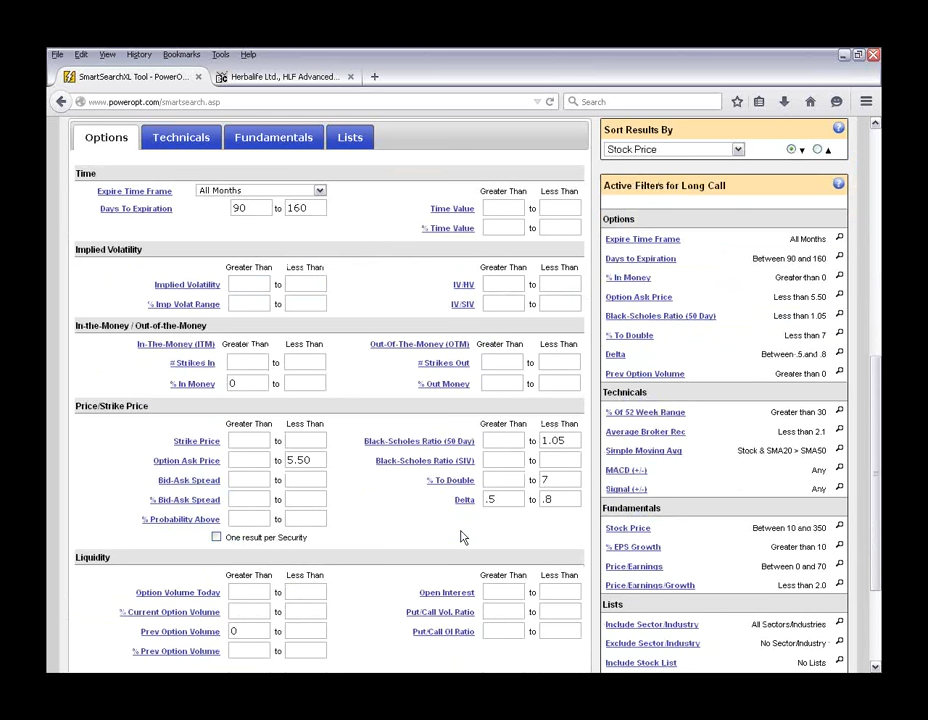 File Edit View History Bookmarks Tools Help
SmartSearchXL Tool - PowerO... × Herbalife Ltd., HLF Advanced... × +
www.poweropt.com/smartsearch.asp Search
Options Technicals Fundamentals Lists
Time
Expire Time Frame All Months Greater Than Less Than
Days To Expiration 90 to 160 Time Value to
% Time Value to
Implied Volatility
Greater Than Less Than Greater Than Less Than
Implied Volatility to IV/HV to
% Imp Volat Range to IV/SIV to
In-the-Money / Out-of-the-Money
In-The-Money (ITM) Greater Than Less Than Out-Of-The-Money (OTM) Greater Than Less Than
# Strikes In to # Strikes Out to
% In Money 0 to % Out Money to
Price/Strike Price
Greater Than Less Than Greater Than Less Than
Strike Price to Black-Scholes Ratio (50 Day) to 1.05
Option Ask Price to 5.50 Black-Scholes Ratio (SIV) to
Bid-Ask Spread to % To Double to 7
% Bid-Ask Spread to Delta .5 to .8
% Probability Above to
One result per Security
Liquidity
Greater Than Less Than Greater Than Less Than
Option Volume Today to Open Interest to
% Current Option Volume to Put/Call Vol. Ratio to
Prev Option Volume 0 to Put/Call OI Ratio to
% Prev Option Volume to
Sort Results By ?
Stock Price
Active Filters for Long Call ?
Options
Expire Time Frame All Months
Days to Expiration Between 90 and 160
% In Money Greater than 0
Option Ask Price Less than 5.50
Black-Scholes Ratio (50 Day) Less than 1.05
% To Double Less than 7
Delta Between .5 and .8
Prev Option Volume Greater than 0
Technicals
% Of 52 Week Range Greater than 30
Average Broker Rec Less than 2.1
Simple Moving Avg Stock & SMA20 > SMA50
MACD (+/-) Any
Signal (+/-) Any
Fundamentals
Stock Price Between 10 and 350
% EPS Growth Greater than 10
Price/Earnings Between 0 and 70
Price/Earnings/Growth Less than 2.0
Lists
Include Sector/Industry All Sectors/Industries
Exclude Sector/Industry No Sector/Industry
Include Stock List No Lists